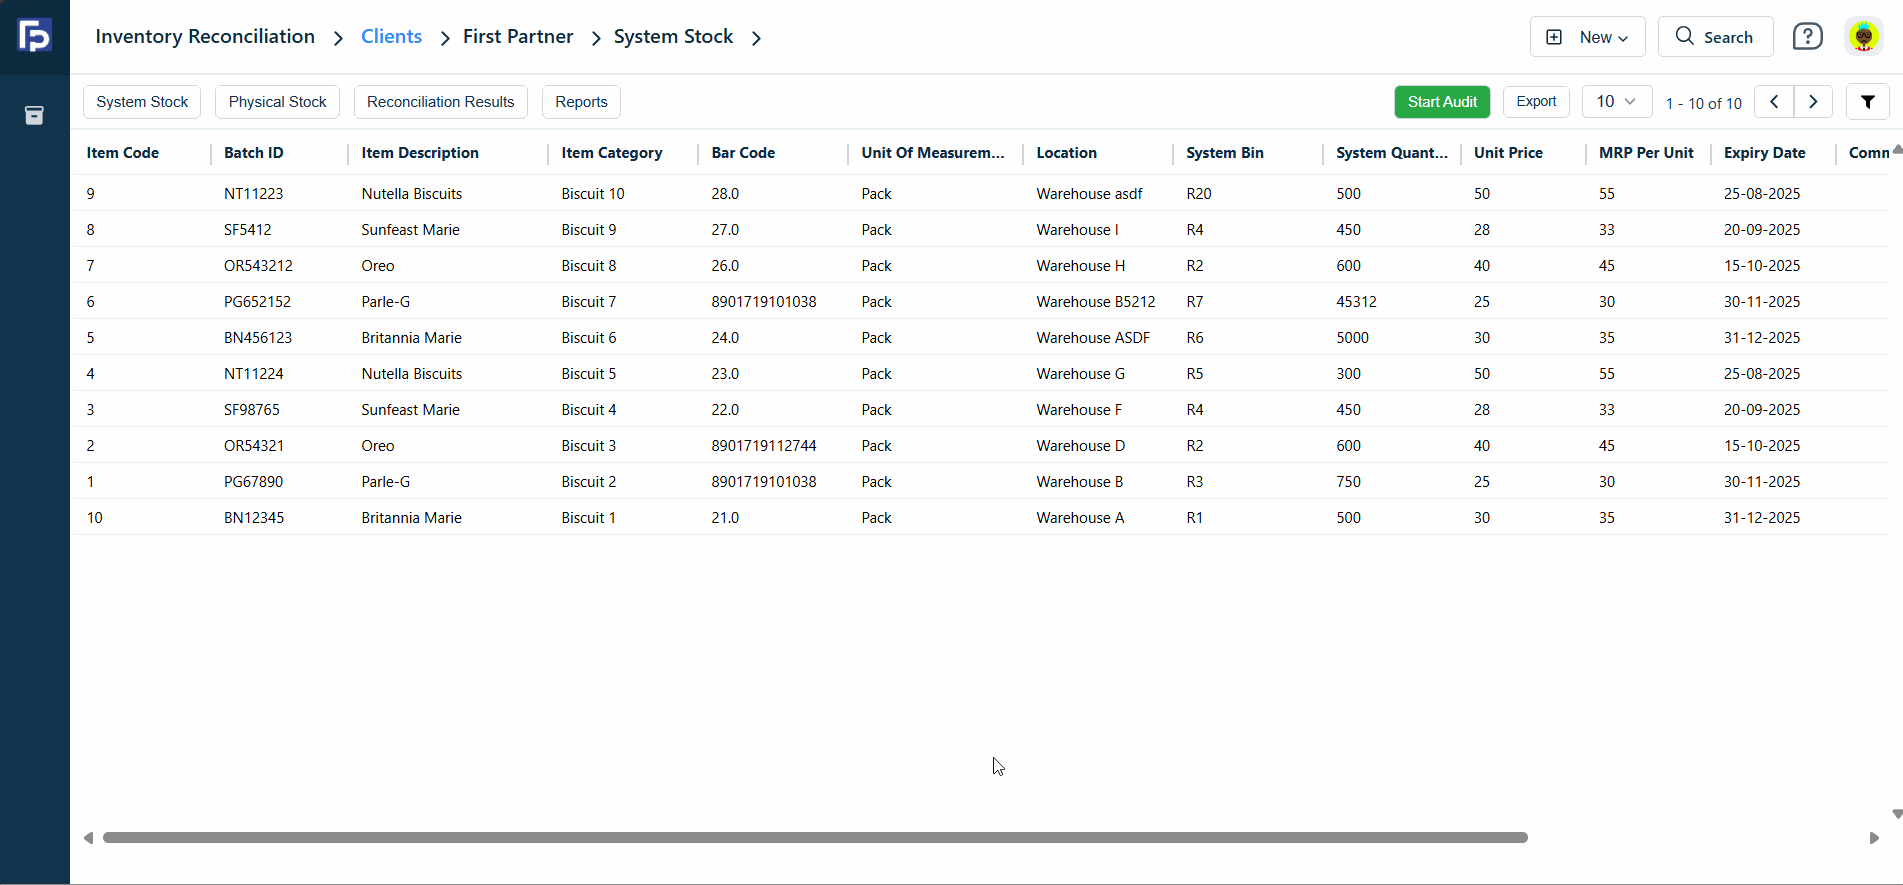 Inventory Reconciliation > Clients > First Partner > System Stock >
New Search
System Stock Physical Stock Reconciliation Results Reports Start Audit Export 10 1 - 10 of 10
Item Code Batch ID Item Description Item Category Bar Code Unit Of Measurem... Location System Bin System Quant... Unit Price MRP Per Unit Expiry Date Comm
9 NT11223 Nutella Biscuits Biscuit 10 28.0 Pack Warehouse asdf R20 500 50 55 25-08-2025
8 SF5412 Sunfeast Marie Biscuit 9 27.0 Pack Warehouse I R4 450 28 33 20-09-2025
7 OR543212 Oreo Biscuit 8 26.0 Pack Warehouse H R2 600 40 45 15-10-2025
6 PG652152 Parle-G Biscuit 7 8901719101038 Pack Warehouse B5212 R7 45312 25 30 30-11-2025
5 BN456123 Britannia Marie Biscuit 6 24.0 Pack Warehouse ASDF R6 5000 30 35 31-12-2025
4 NT11224 Nutella Biscuits Biscuit 5 23.0 Pack Warehouse G R5 300 50 55 25-08-2025
3 SF98765 Sunfeast Marie Biscuit 4 22.0 Pack Warehouse F R4 450 28 33 20-09-2025
2 OR54321 Oreo Biscuit 3 8901719112744 Pack Warehouse D R2 600 40 45 15-10-2025
1 PG67890 Parle-G Biscuit 2 8901719101038 Pack Warehouse B R3 750 25 30 30-11-2025
10 BN12345 Britannia Marie Biscuit 1 21.0 Pack Warehouse A R1 500 30 35 31-12-2025